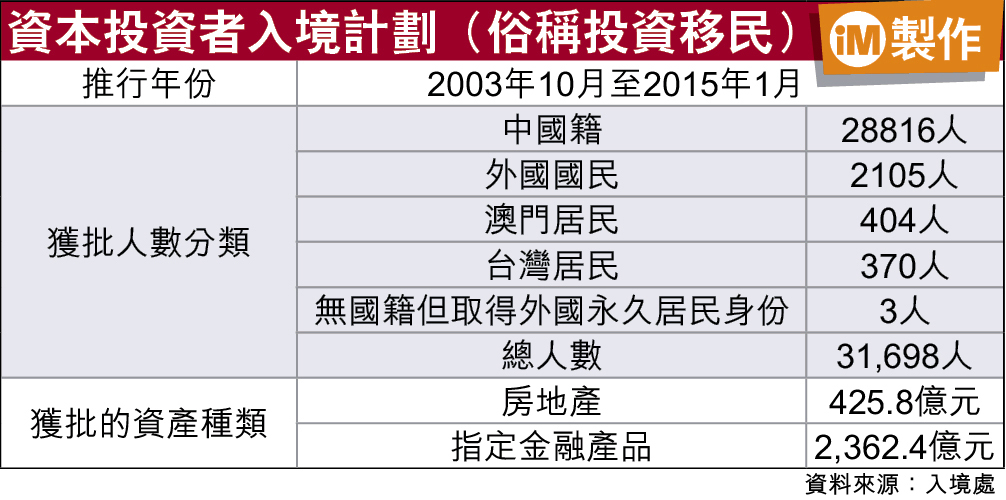 資本投資者入境計劃（俗稱投資移民）
iM製作
推行年份 2003年10月至2015年1月
獲批人數分類
中國籍 28816人
外國國民 2105人
澳門居民 404人
台灣居民 370人
無國籍但取得外國永久居民身份 3人
總人數 31,698人
獲批的資產種類
房地產 425.8億元
指定金融產品 2,362.4億元
資料來源：入境處